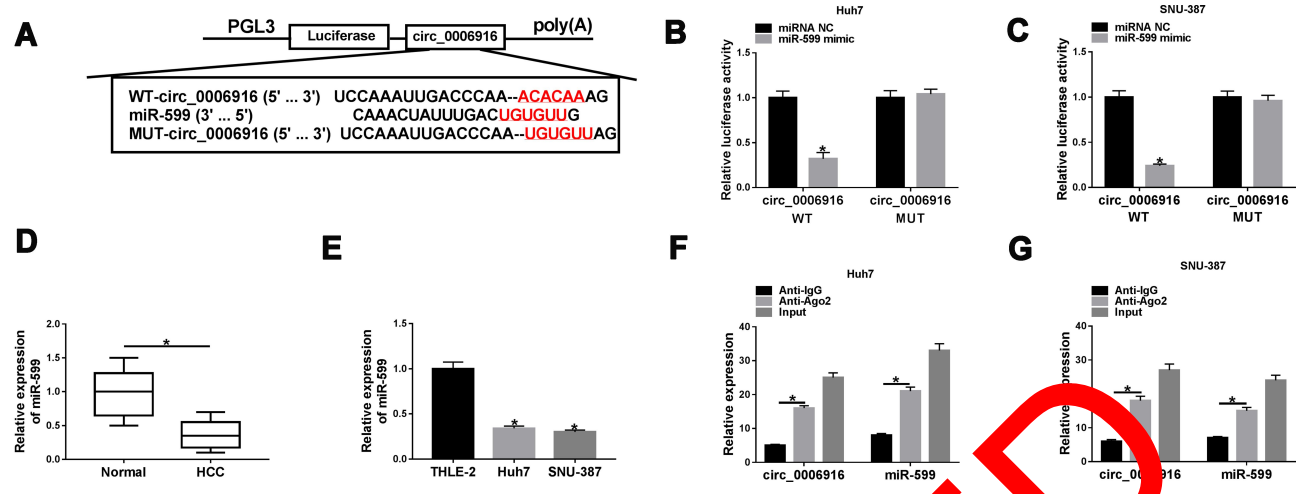 A
PGL3
Luciferase
circ_0006916
poly(A)
WT-circ_0006916 (5' ... 3') UCCAAAUUGACCCAA--ACACAAAG
miR-599 (3' ... 5') CAAACUAUUUGACUGUGUUG
MUT-circ_0006916 (5' ... 3') UCCAAAUUGACCCAA--UGUGUUAG
B
Huh7
miRNA NC
miR-599 mimic
Relative luciferase activity
1.5
1.0
0.5
0.0
*
circ_0006916 circ_0006916
WT MUT
C
SNU-387
miRNA NC
miR-599 mimic
Relative luciferase activity
1.5
1.0
0.5
0.0
*
circ_0006916 circ_0006916
WT MUT
D
Relative expression
of miR-599
2.0
1.5
1.0
0.5
0.0
*
Normal HCC
E
Relative expression
of miR-599
1.5
1.0
0.5
0.0
* *
THLE-2 Huh7 SNU-387
F
Huh7
Anti-IgG
Anti-Ago2
Input
Relative expression
40
30
20
10
0
* *
circ_0006916 miR-599
G
SNU-387
Anti-IgG
Anti-Ago2
Input
Relative
40
30
20
10
0
* *
miR-599